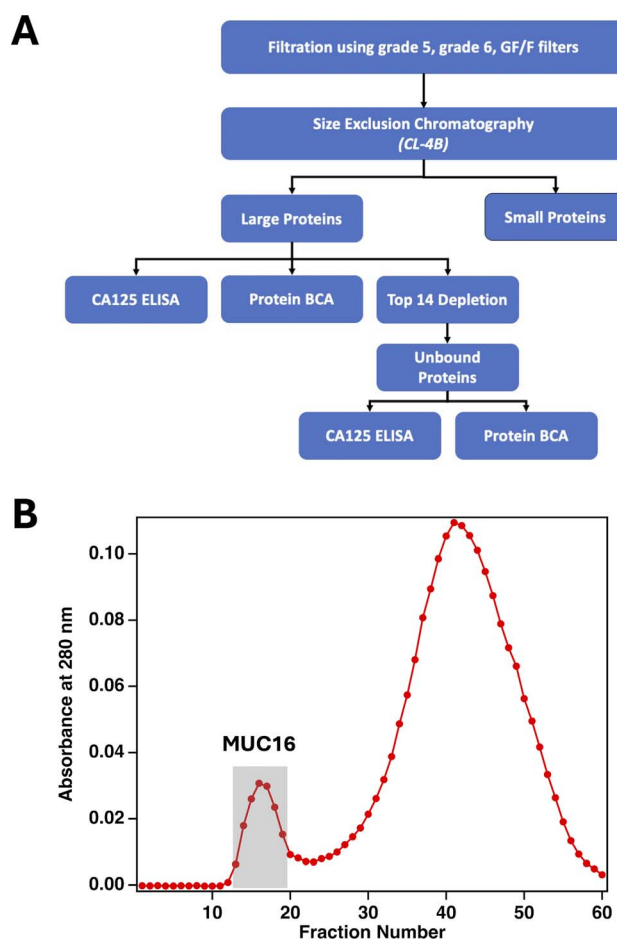 A
Filtration using grade 5, grade 6, GF/F filters
Size Exclusion Chromatography
(CL-4B)
Large Proteins
Small Proteins
CA125 ELISA
Protein BCA
Top 14 Depletion
Unbound
Proteins
CA125 ELISA
Protein BCA
B
Absorbance at 280 nm
0.10
0.08
0.06
0.04
0.02
0.00
MUC16
10
20
30
40
50
60
Fraction Number